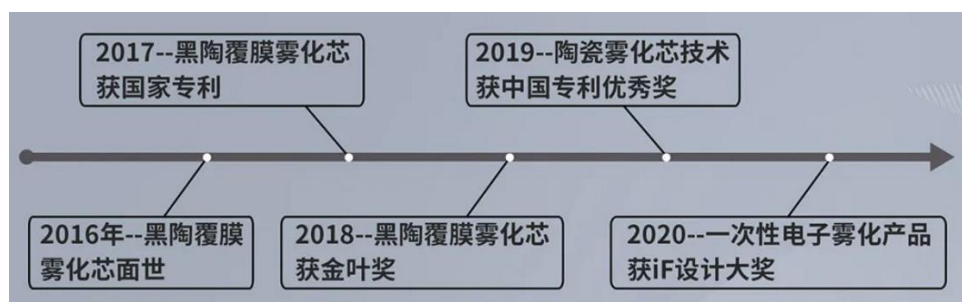 2017--黑陶覆膜雾化芯
获国家专利
2019--陶瓷雾化芯技术
获中国专利优秀奖
2016年--黑陶覆膜
雾化芯面世
2018--黑陶覆膜雾化芯
获金叶奖
2020--一次性电子雾化产品
获iF设计大奖